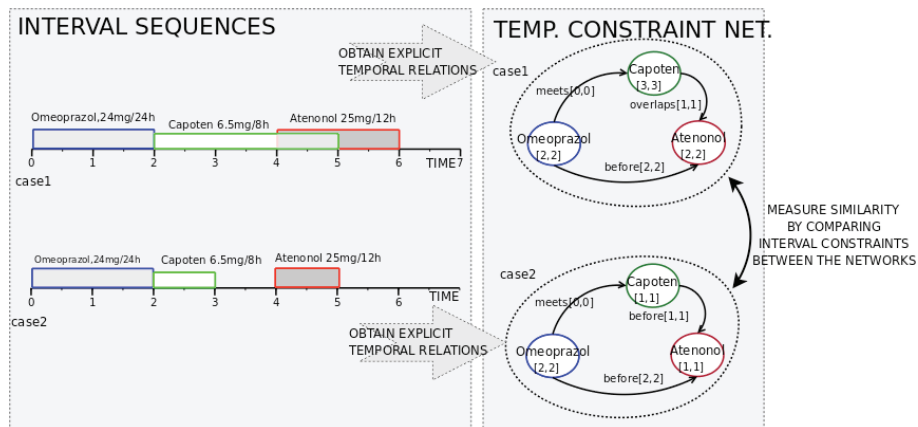 INTERVAL SEQUENCES
OBTAIN EXPLICIT
TEMPORAL RELATIONS
Omeoprazol,24mg/24h
Capoten 6.5mg/8h
Atenonol 25mg/12h
0 1 2 3 4 5 6 TIME7
case1
Omeoprazol,24mg/24h
Capoten 6.5mg/8h
Atenonol 25mg/12h
0 1 2 3 4 5 6 TIME
case2
OBTAIN EXPLICIT
TEMPORAL RELATIONS
TEMP. CONSTRAINT NET.
case1
Capoten
[3,3]
meets[0,0]
overlaps[1,1]
Omeoprazol
[2,2]
Atenonol
[2,2]
before[2,2]
MEASURE SIMILARITY
BY COMPARING
INTERVAL CONSTRAINTS
BETWEEN THE NETWORKS
case2
Capoten
[1,1]
meets[0,0]
before[1,1]
Omeoprazol
[2,2]
Atenonol
[1,1]
before[2,2]